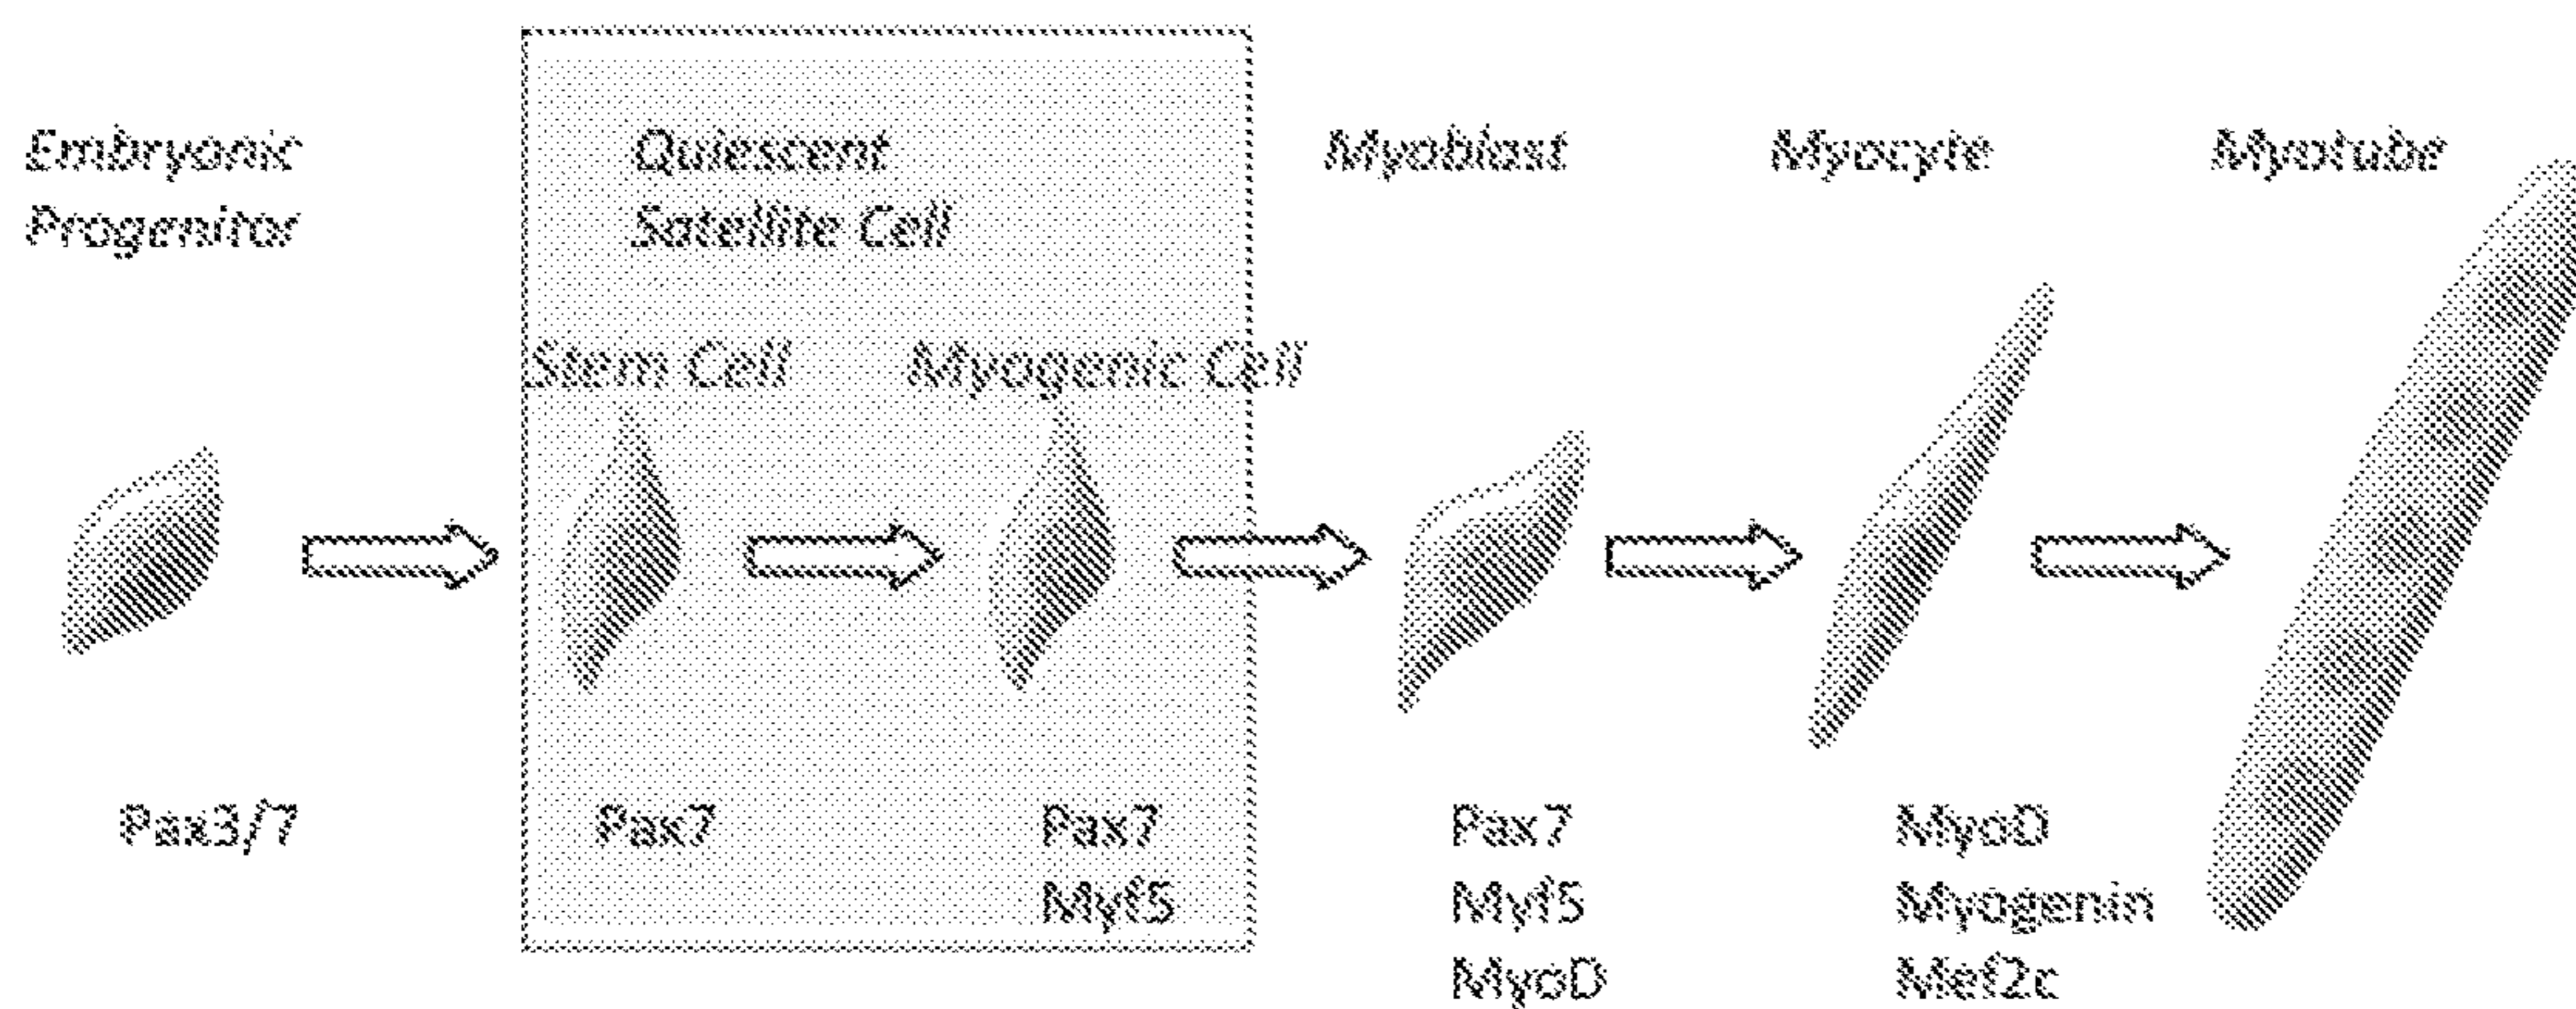 Embryonic
Progenitor
Quiescent
Satellite Cell
Stem Cell
Myogenic Cell
Myoblast
Myocyte
Myotube
Pax3/7
Pax7
Pax7
Myf5
Pax7
Myf5
MyoD
MyoD
Myogenin
Mef2c